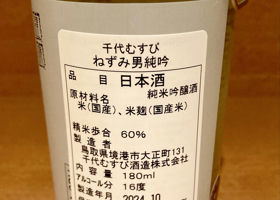 千代むすび
ねずみ男純吟
品 目 日本酒
原材料名 純米吟醸酒
米(国産)、米麹(国産米)
精米歩合 60%
製造者
鳥取県境港市大正町131
千代むすび酒造株式会社
内容量 180ml
アルコール分 16度
製造年月 2024.10